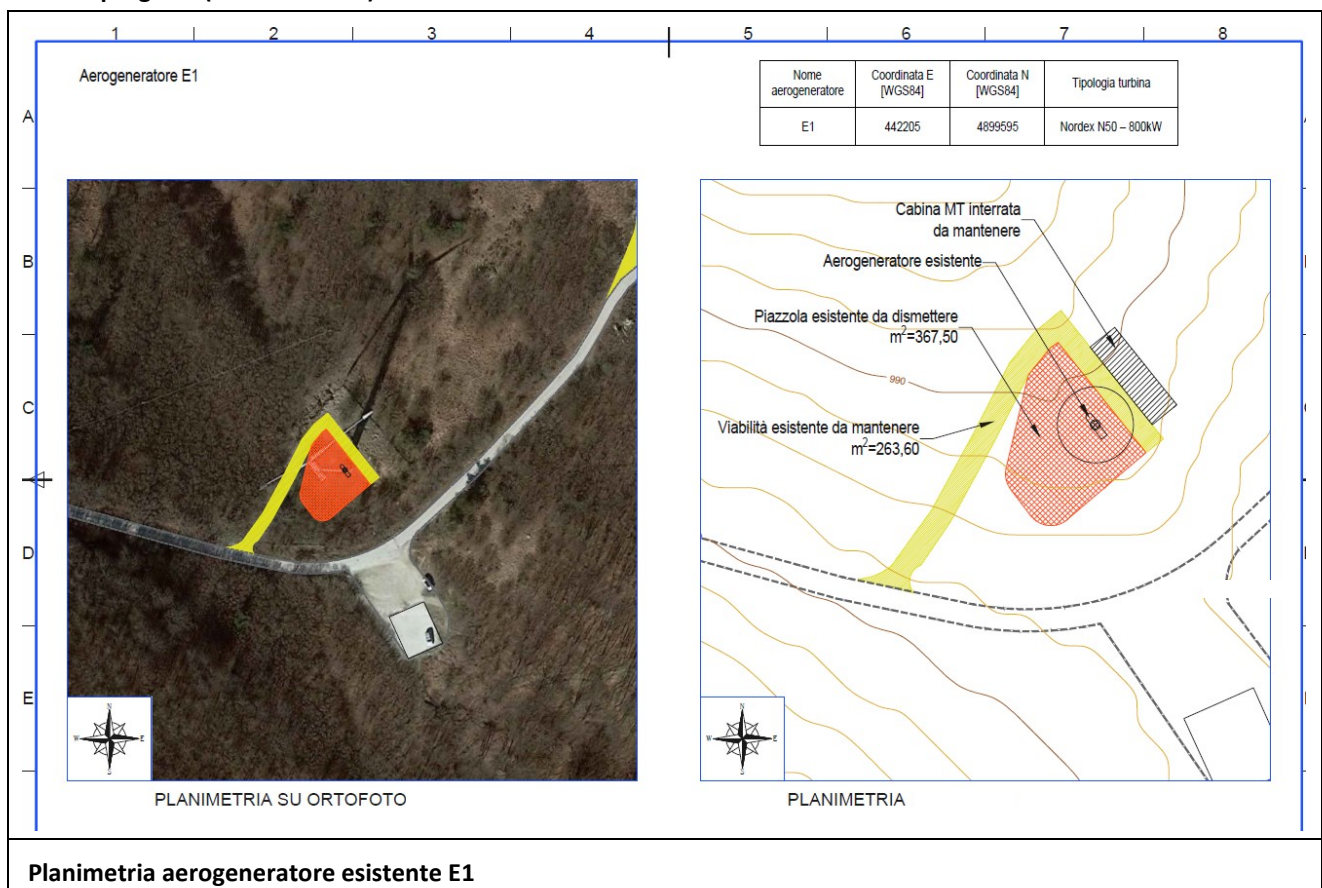 1 2 3 4 5 6 7 8
Aerogeneratore E1
Nome aerogeneratore
Coordinata E [WGS84]
Coordinata N [WGS84]
Tipologia turbina
E1 442205 4899595 Nordex N50 – 800kW
A
B
C
D
E
Cabina MT interrata
da mantenere
Aerogeneratore esistente
Piazzola esistente da dismettere
m²=367,50
990
Viabilità esistente da mantenere
m²=263,60
N
W E
S
N
W E
S
PLANIMETRIA SU ORTOFOTO
PLANIMETRIA
Planimetria aerogeneratore esistente E1